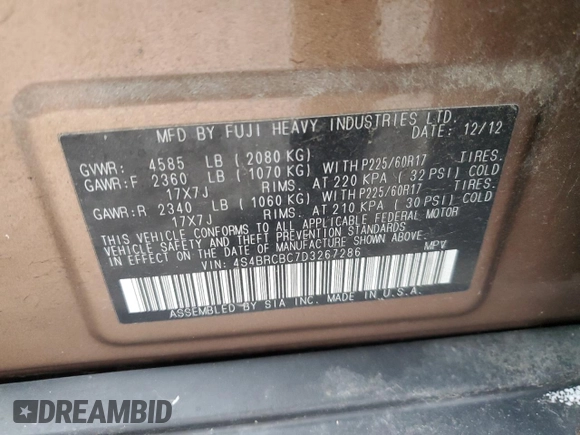 MFD BY FUJI HEAVY INDUSTRIES LTD.
DATE: 12/12
GVWR: 4585 LB ( 2080 KG)
GAWR:F 2360 LB ( 1070 KG) WITH P225/60R17 TIRES.
17X7J RIMS. AT 220 KPA ( 32 PSI) COLD
GAWR:R 2340 LB ( 1060 KG) WITH P225/60R17 TIRES.
17X7J RIMS. AT 210 KPA ( 30 PSI) COLD
THIS VEHICLE CONFORMS TO ALL APPLICABLE FEDERAL MOTOR
VEHICLE SAFETY AND THEFT PREVENTION STANDARDS
IN EFFECT ON THE DATE OF MANUFACTURE SHOWN ABOVE.
VIN: 4S4BRCBC7D3267286 MPV
ASSEMBLED BY SIA INC. MADE IN U.S.A.
DREAMBID